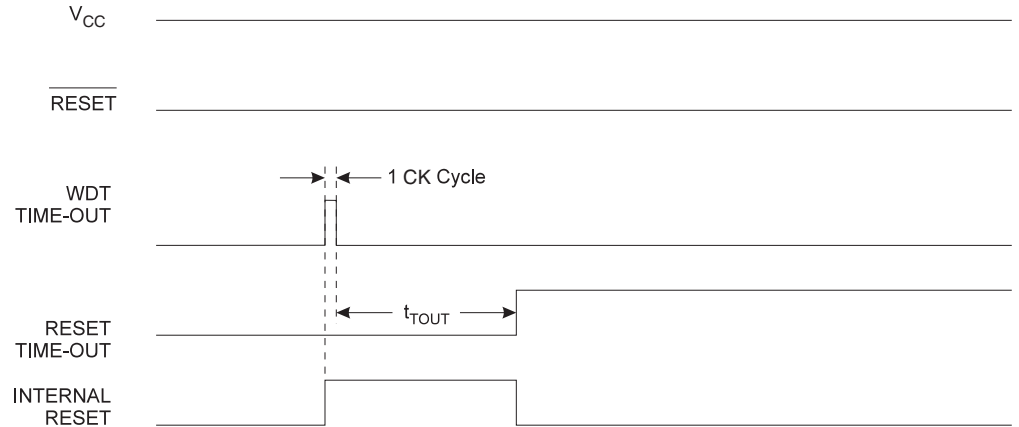 VCC
RESET
1 CK Cycle
WDT
TIME-OUT
tTOUT
RESET
TIME-OUT
INTERNAL
RESET